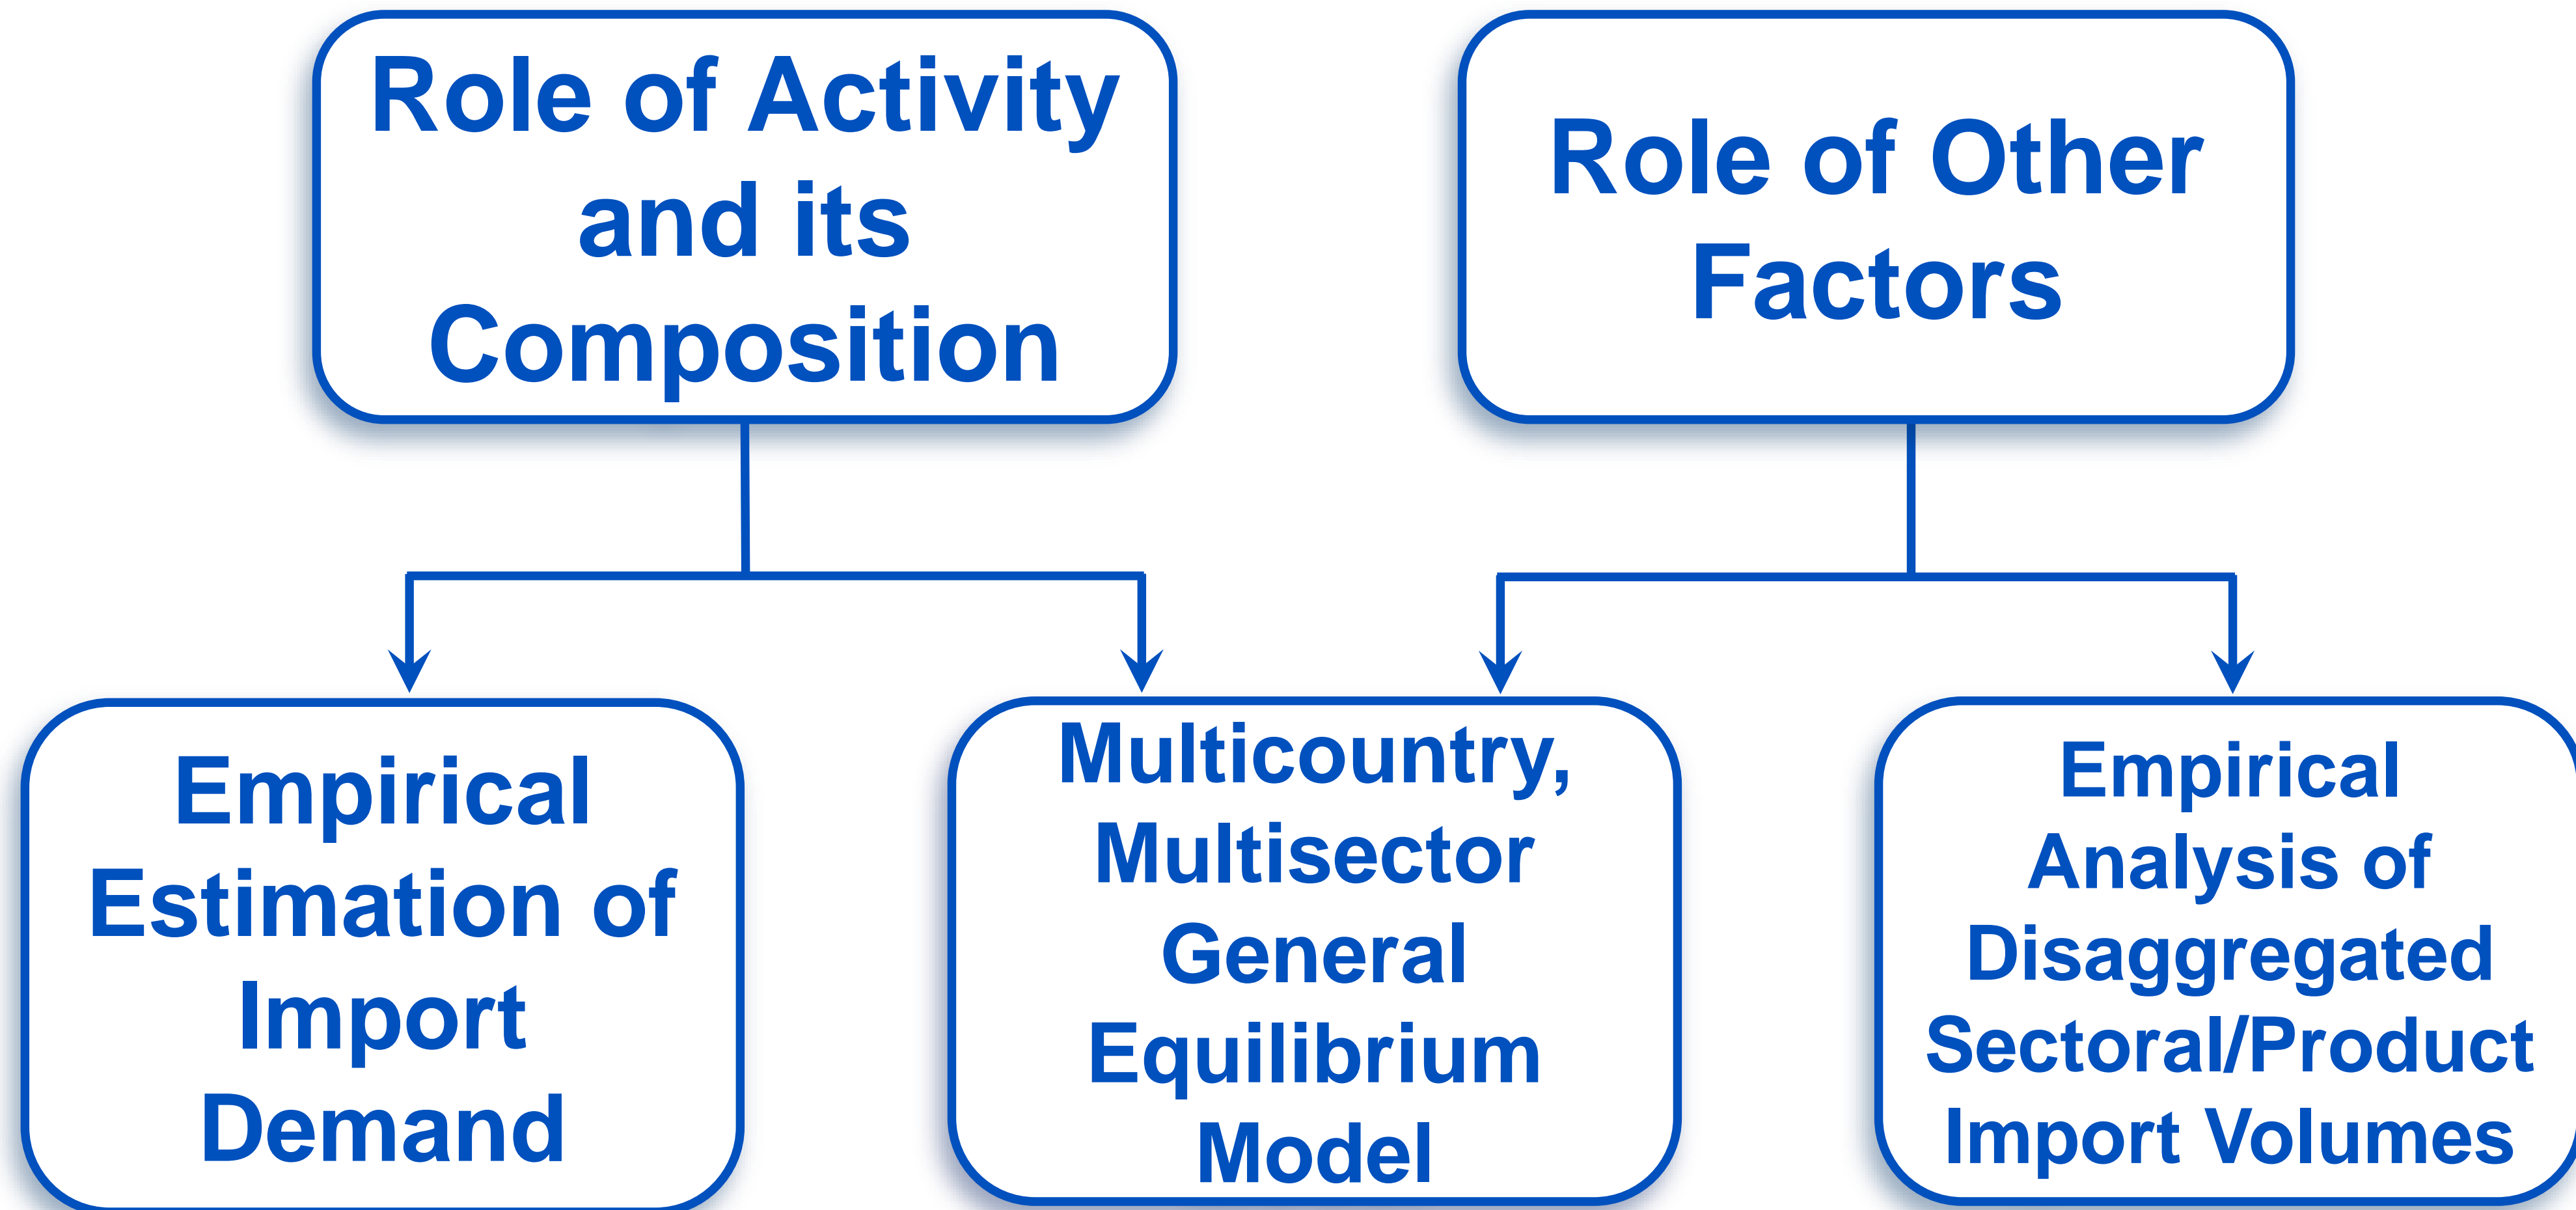 Role of Activity
and its
Composition
Role of Other
Factors
Empirical
Estimation of
Import
Demand
Multicountry,
Multisector
General
Equilibrium
Model
Empirical
Analysis of
Disaggregated
Sectoral/Product
Import Volumes